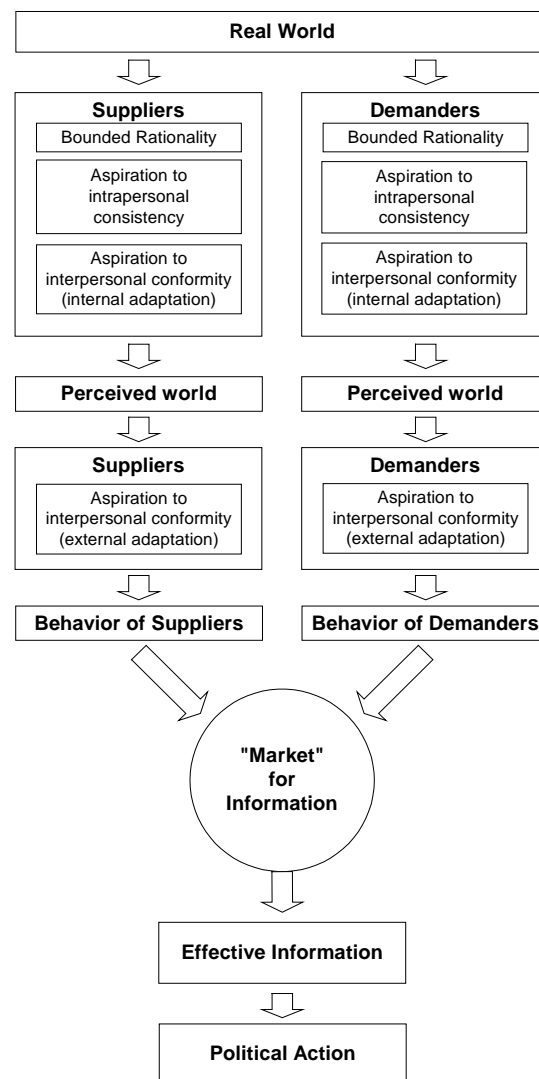 Real World
Suppliers
Bounded Rationality
Aspiration to
intrapersonal
consistency
Aspiration to
interpersonal conformity
(internal adaptation)
Demanders
Bounded Rationality
Aspiration to
intrapersonal
consistency
Aspiration to
interpersonal conformity
(internal adaptation)
Perceived world
Perceived world
Suppliers
Aspiration to
interpersonal conformity
(external adaptation)
Demanders
Aspiration to
interpersonal conformity
(external adaptation)
Behavior of Suppliers
Behavior of Demanders
"Market"
for
Information
Effective Information
Political Action